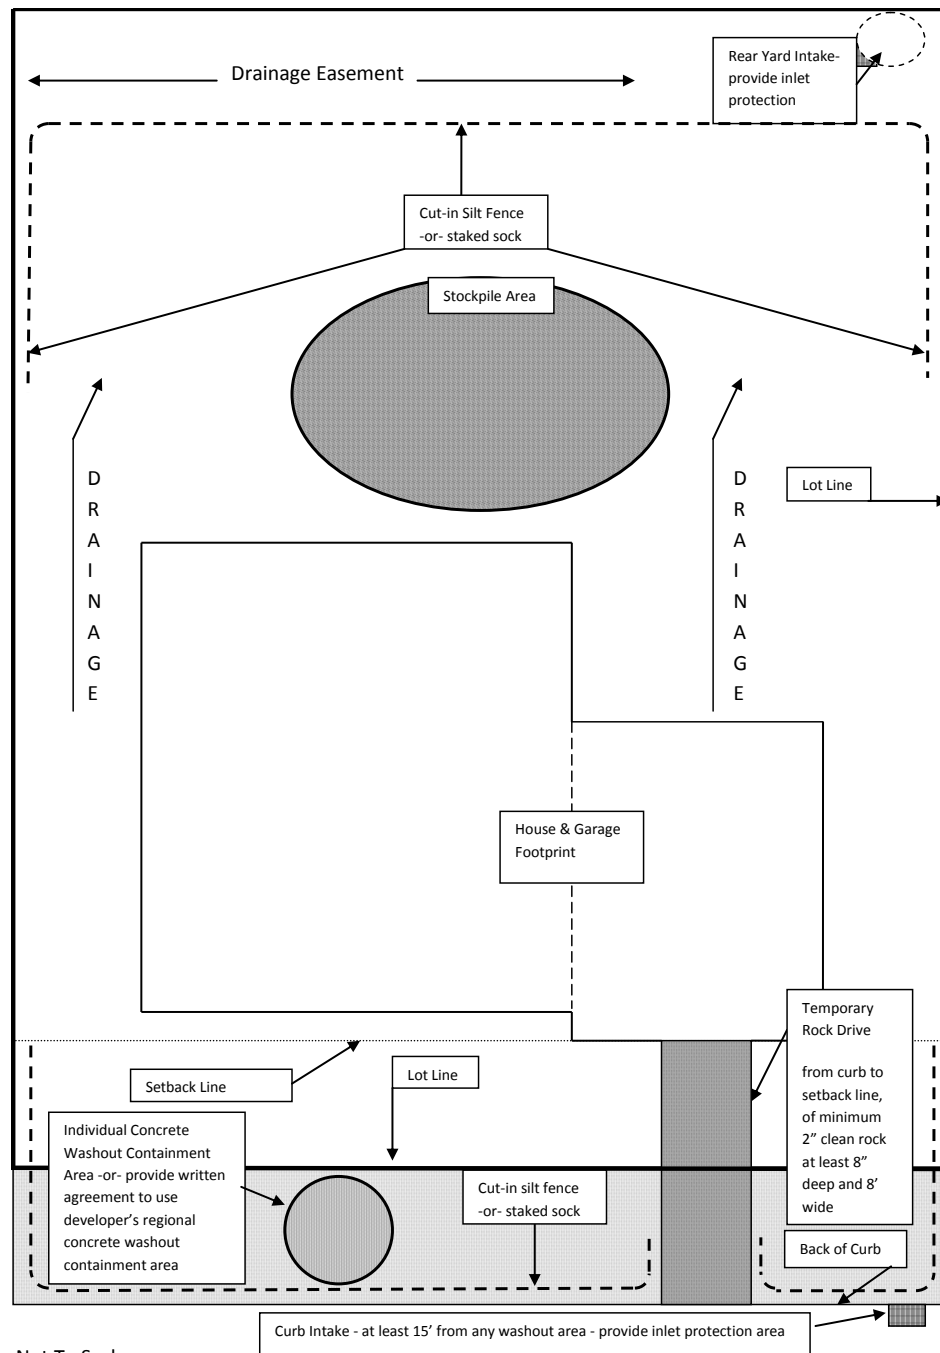 Drainage Easement
Rear Yard Intake-
provide inlet
protection
Cut-in Silt Fence
-or- staked sock
Stockpile Area
DRAINAGE
DRAINAGE
Lot Line
House & Garage
Footprint
Temporary
Rock Drive
from curb to
setback line,
of minimum
2” clean rock
at least 8”
deep and 8’
wide
Setback Line
Lot Line
Individual Concrete
Washout Containment
Area -or- provide written
agreement to use
developer’s regional
concrete washout
containment area
Cut-in silt fence
-or- staked sock
Back of Curb
Curb Intake - at least 15’ from any washout area - provide inlet protection area
Not To